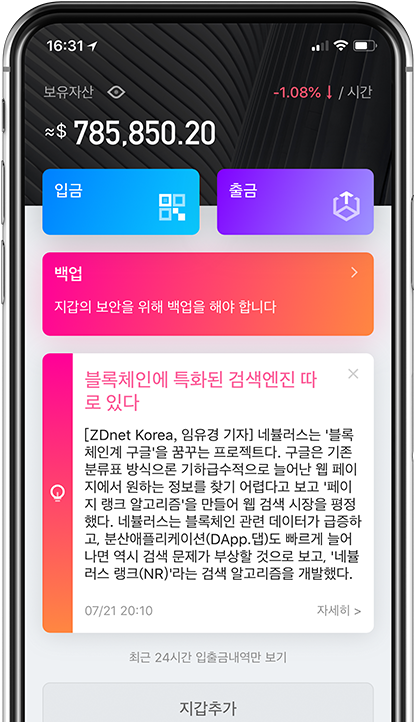 16:31
보유자산
-1.08%↓ / 시간
≈$ 785,850.20
입금
출금
백업
지갑의 보안을 위해 백업을 해야 합니다
블록체인에 특화된 검색엔진 따
로 있다
[ZDnet Korea, 임유경 기자] 네뷸러스는 '블록
체인계 구글'을 꿈꾸는 프로젝트다. 구글은 기존
분류표 방식으론 기하급수적으로 늘어난 웹 페이
지에서 원하는 정보를 찾기 어렵다고 보고 '페이
지 랭크 알고리즘'을 만들어 웹 검색 시장을 평정
했다. 네뷸러스는 블록체인 관련 데이터가 급증하
고, 분산애플리케이션(DApp.댑)도 빠르게 늘어
나면 역시 검색 문제가 부상할 것으로 보고, '네뷸
러스 랭크(NR)'라는 검색 알고리즘을 개발했다.
07/21 20:10
자세히 >
최근 24시간 입출금내역만 보기
지갑추가